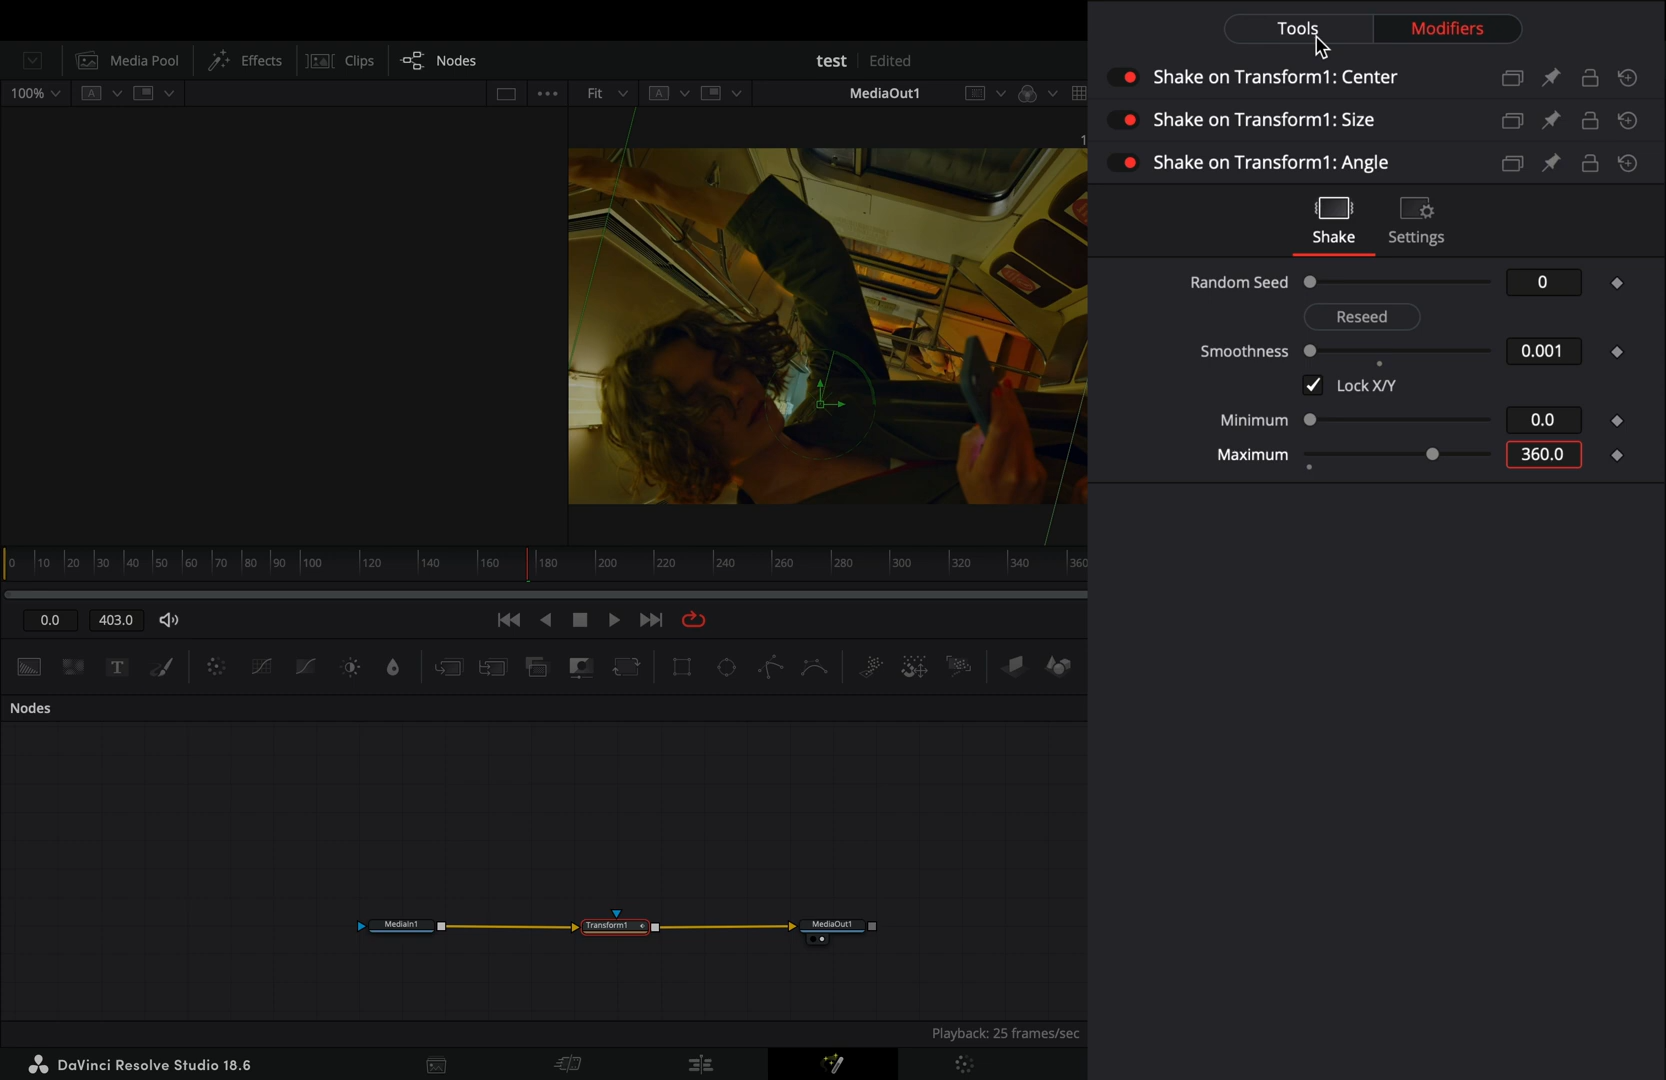 Media Pool
Effects
Clips
Nodes
test
Edited
100%
A
Fit
A
MediaOut1
1
Tools
Modifiers
Shake on Transform1: Center
Shake on Transform1: Size
Shake on Transform1: Angle
Shake
Settings
Random Seed
0
Reseed
Smoothness
0.001
Lock X/Y
Minimum
0.0
Maximum
360.0
0 10 20 30 40 50 60 70 80 90 100 120 140 160 180 200 220 240 260 280 300 320 340 360
0.0
403.0
T
Nodes
MediaIn1
Transform1
MediaOut1
Playback: 25 frames/sec
DaVinci Resolve Studio 18.6